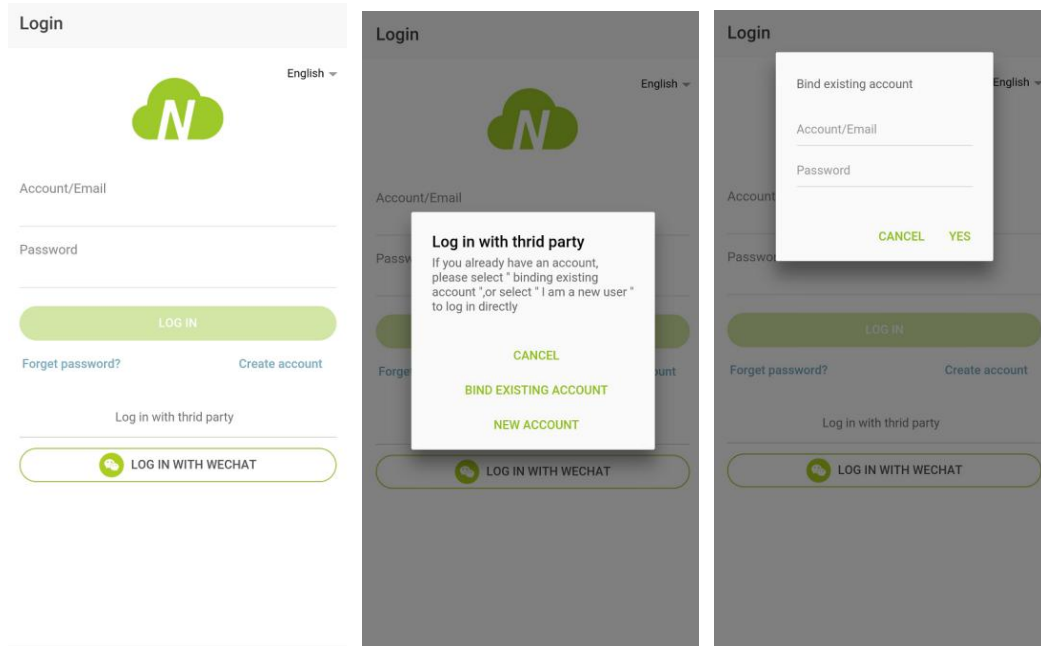 Login
English
N
Account/Email
Password
LOG IN
Forget password? Create account
Log in with thrid party
LOG IN WITH WECHAT
Login
English
N
Account/Email
Passw
Log in with thrid party
If you already have an account,
please select " binding existing
account ",or select " I am a new user "
to log in directly
CANCEL
BIND EXISTING ACCOUNT
NEW ACCOUNT
Forge
ount
LOG IN WITH WECHAT
Login
English
Bind existing account
Account/Email
Password
CANCEL YES
Account
Passwo
LOG IN
Forget password? Create account
Log in with thrid party
LOG IN WITH WECHAT